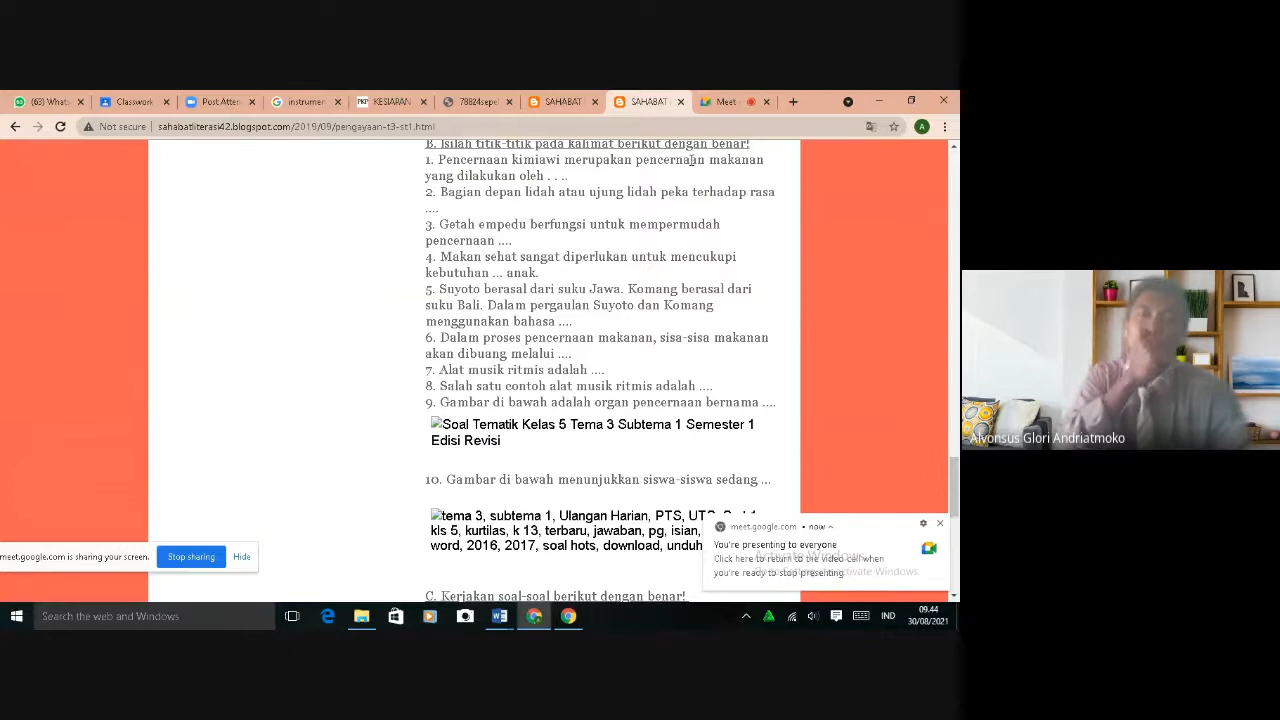 (63) What:
Classwork
Post Atten
instrumen
KESIAPAN
78824sepel
SAHABAT
SAHABAT
Meet
Not secure
sahabatliterasi42.blogspot.com/2019/09/pengayaan-t3-st1.html
A
B. Isilah titik-titik pada kalimat berikut dengan benar!
1. Pencernaan kimiawi merupakan pencernaan makanan
yang dilakukan oleh . . ..
2. Bagian depan lidah atau ujung lidah peka terhadap rasa
....
3. Getah empedu berfungsi untuk mempermudah
pencernaan ....
4. Makan sehat sangat diperlukan untuk mencukupi
kebutuhan ... anak.
5. Suyoto berasal dari suku Jawa. Komang berasal dari
suku Bali. Dalam pergaulan Suyoto dan Komang
menggunakan bahasa ....
6. Dalam proses pencernaan makanan, sisa-sisa makanan
akan dibuang melalui ....
7. Alat musik ritmis adalah ....
8. Salah satu contoh alat musik ritmis adalah ....
9. Gambar di bawah adalah organ pencernaan bernama ....
Soal Tematik Kelas 5 Tema 3 Subtema 1 Semester 1
Edisi Revisi
10. Gambar di bawah menunjukkan siswa-siswa sedang ...
tema 3, subtema 1, Ulangan Harian, PTS, UTS,
kls 5, kurtilas, k 13, terbaru, jawaban, pg, isian,
word, 2016, 2017, soal hots, download, unduh
C. Kerjakan soal-soal berikut dengan benar!
meet.google.com • now
You're presenting to everyone
Click here to return to the video call when
you're ready to stop presenting.
Activate Windows
meet.google.com is sharing your screen.
Stop sharing
Hide
Alvonsus Glori Andriatmoko
Search the web and Windows
IND
09.44
30/08/2021